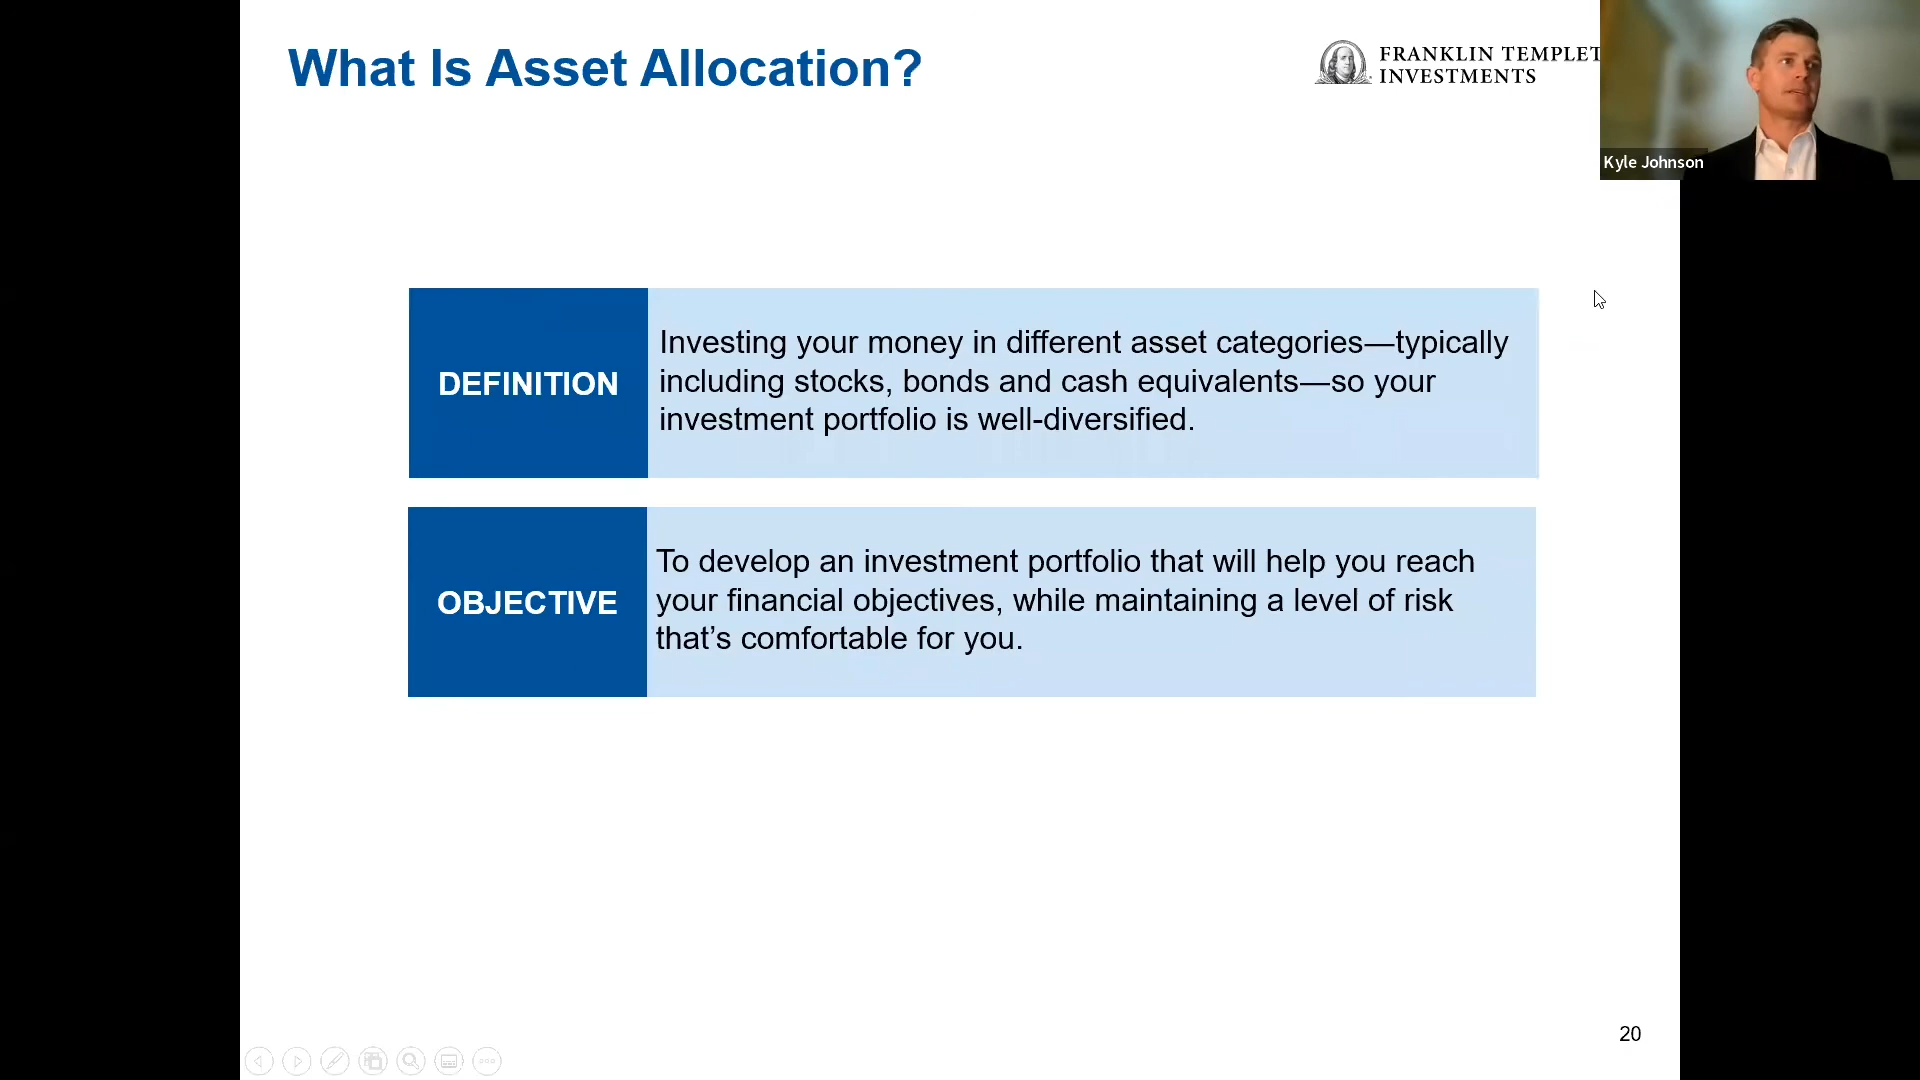 What Is Asset Allocation?
FRANKLIN TEMPLET
INVESTMENTS
Kyle Johnson
DEFINITION
Investing your money in different asset categories—typically
including stocks, bonds and cash equivalents—so your
investment portfolio is well-diversified.
OBJECTIVE
To develop an investment portfolio that will help you reach
your financial objectives, while maintaining a level of risk
that’s comfortable for you.
20